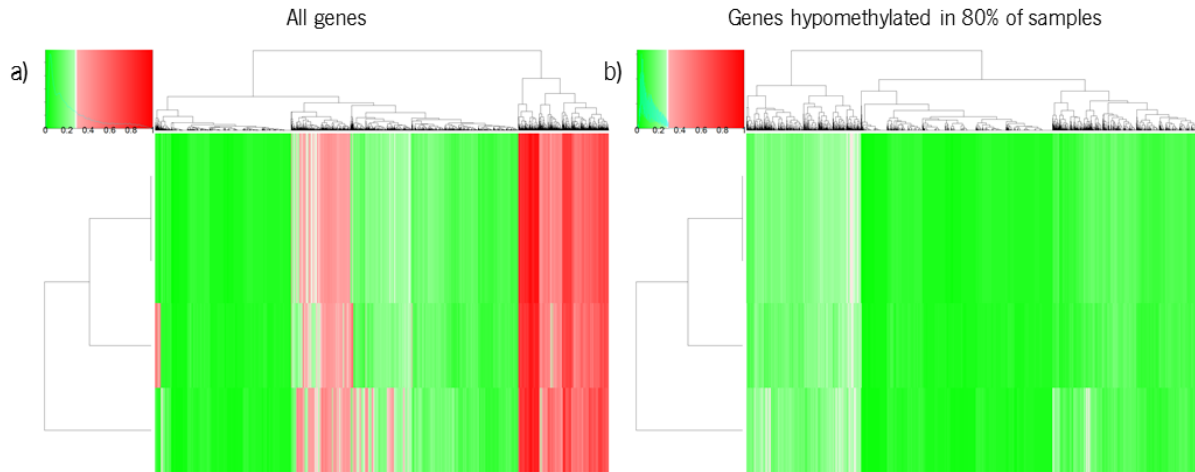 All genes
Genes hypomethylated in 80% of samples
a)
0 0.2 0.4 0.6 0.8 1
b)
0 0.2 0.4 0.6 0.8